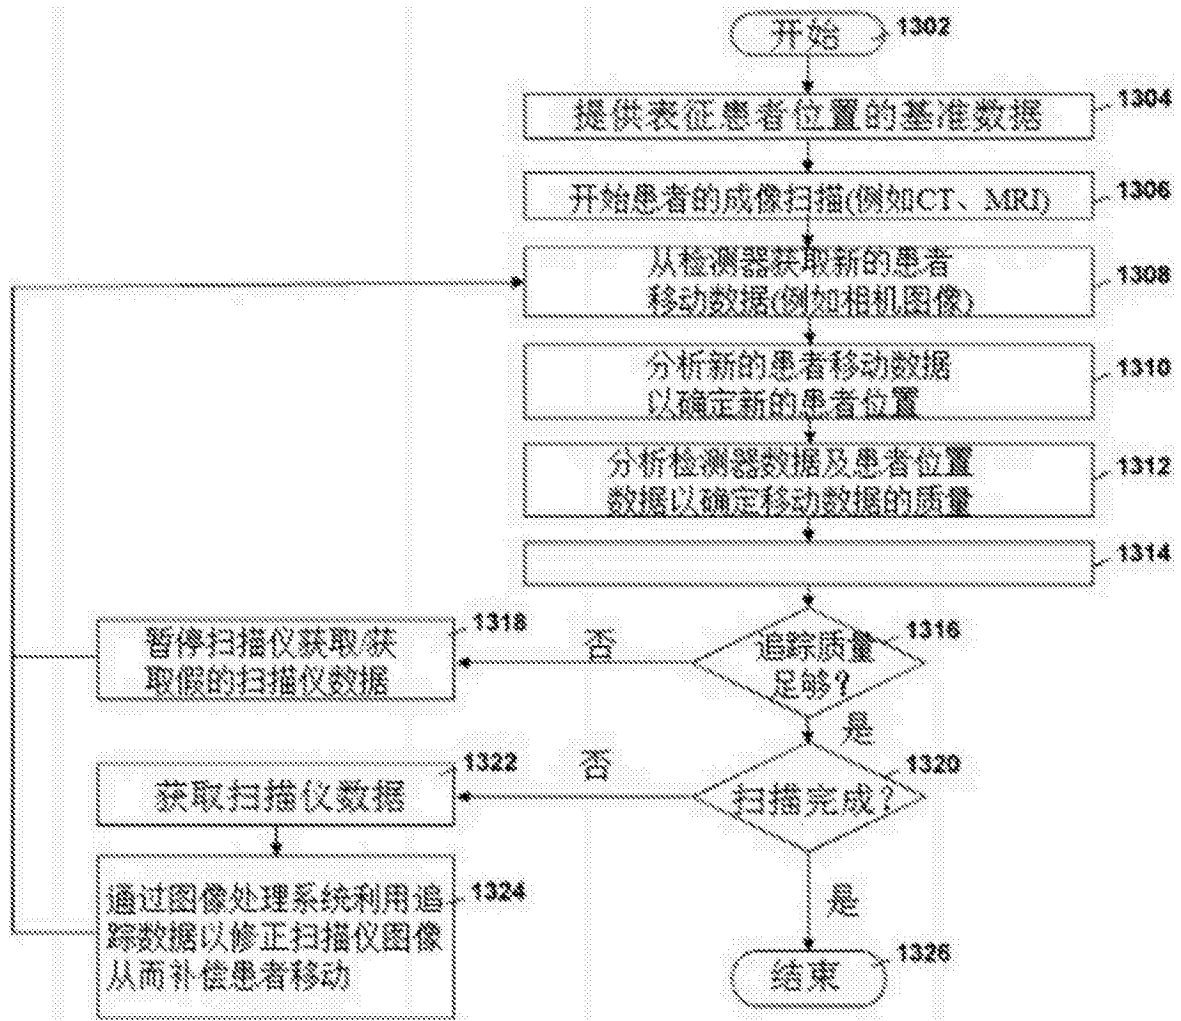 开始
1302
提供表征患者位置的基准数据
1304
开始患者的成像扫描(例如CT、MRI)
1306
从检测器获取新的患者
移动数据(例如相机图像)
1308
分析新的患者移动数据
以确定新的患者位置
1310
分析检测器数据及患者位置
数据以确定移动数据的质量
1312
1314
追踪质量
足够?
1316
否
是
暂停扫描仪获取/获
取假的扫描仪数据
1318
扫描完成?
1320
否
是
获取扫描仪数据
1322
通过图像处理系统利用追
踪数据以修正扫描仪图像
从而补偿患者移动
1324
结束
1326